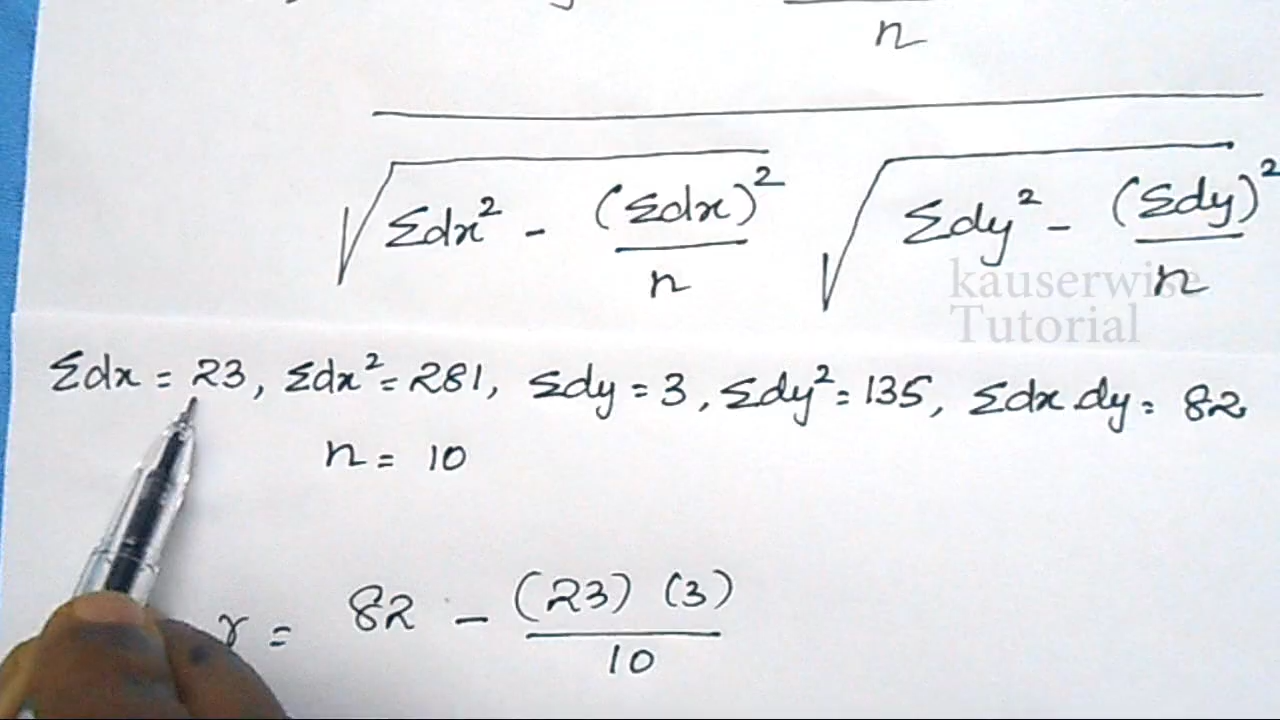 n
√Σdx² - (Σdx)²/n √Σdy² - (Σdy)²/n
kauserwise
Tutorial
Σdx = 23, Σdx² = 281, Σdy = 3, Σdy² = 135, Σdx dy = 82
n = 10
r = 82 - (23) (3)/10